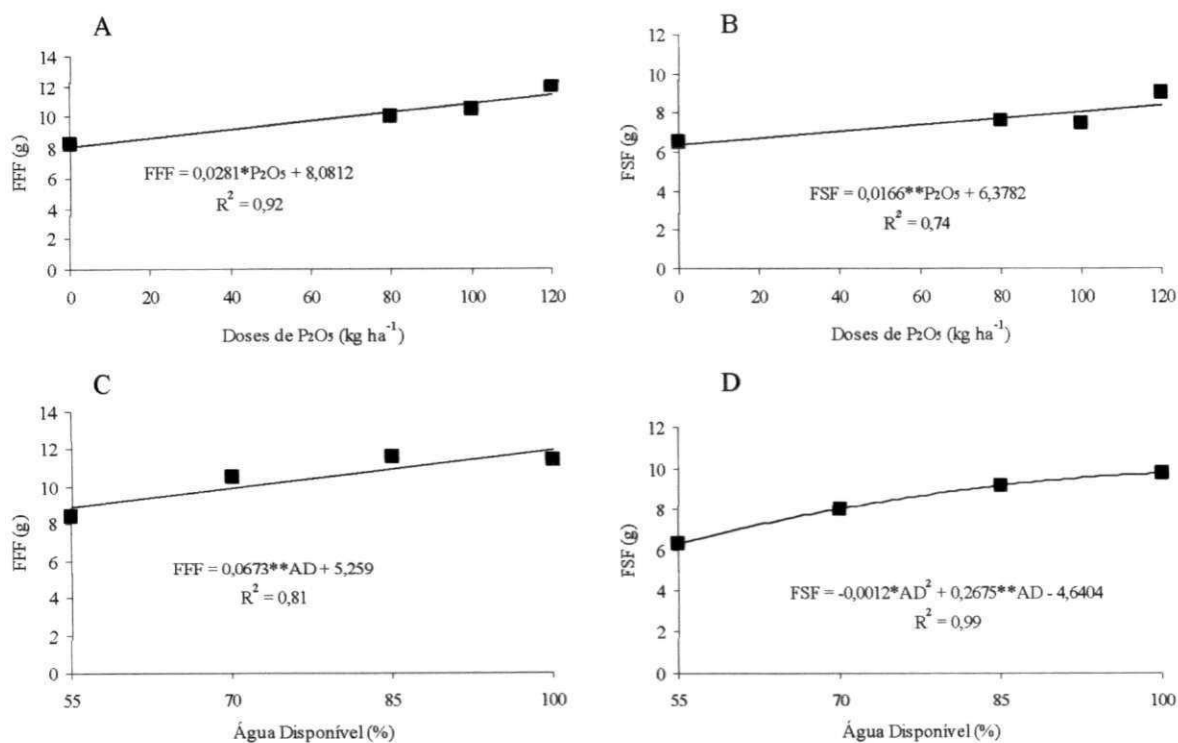 A
FFF (g)
14
12
10
8
6
4
2
0
FFF = 0,0281*P₂O₅ + 8,0812
R² = 0,92
0 20 40 60 80 100 120
Doses de P₂O₅ (kg ha⁻¹)
B
FSF (g)
12
10
8
6
4
2
0
FSF = 0,0166**P₂O₅ + 6,3782
R² = 0,74
0 20 40 60 80 100 120
Doses de P₂O₅ (kg ha⁻¹)
C
FFF (g)
14
12
10
8
6
4
2
0
FFF = 0,0673**AD + 5,259
R² = 0,81
55 70 85 100
Água Disponível (%)
D
FSF (g)
12
10
8
6
4
2
0
FSF = -0,0012*AD² + 0,2675**AD - 4,6404
R² = 0,99
55 70 85 100
Água Disponível (%)